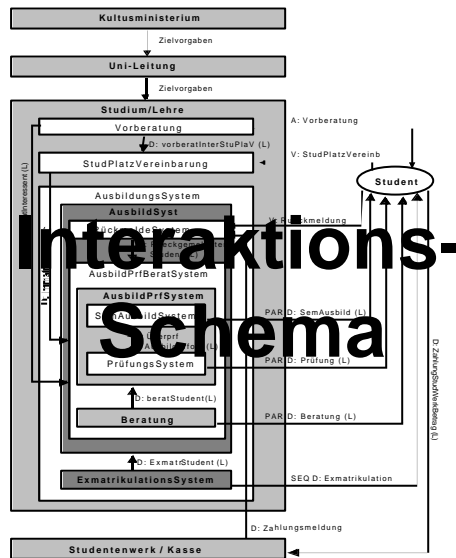 Kultusministerium
Zielvorgaben
Uni-Leitung
Zielvorgaben
Studium/Lehre
Vorberatung
A: Vorberatung
D: vorberatInterStuPlaV (L)
V: StudPlatzVereinb
StudPlatzVereinbarung
Student
AusbildungsSystem
AusbildSyst
Interaktions-
Schema
AusbildPrfBeratSystem
AusbildPrfSystem
PAR D: SemAusbild (L)
PrüfungsSystem
PAR D: Prüfung (L)
D: beratStudent(L)
Beratung
PAR D: Beratung (L)
D: ExmatrStudent (L)
ExmatrikulationsSystem
SEQ D: Exmatrikulation
D: ZahlungStudWerkBetrag (L)
D: Zahlungsmeldung
Studentenwerk / Kasse